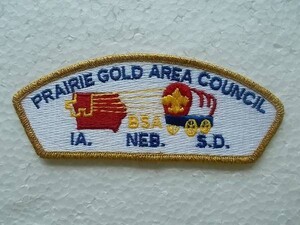 PRAIRIE GOLD AREA COUNCIL
BSA
IA. NEB. S.D.